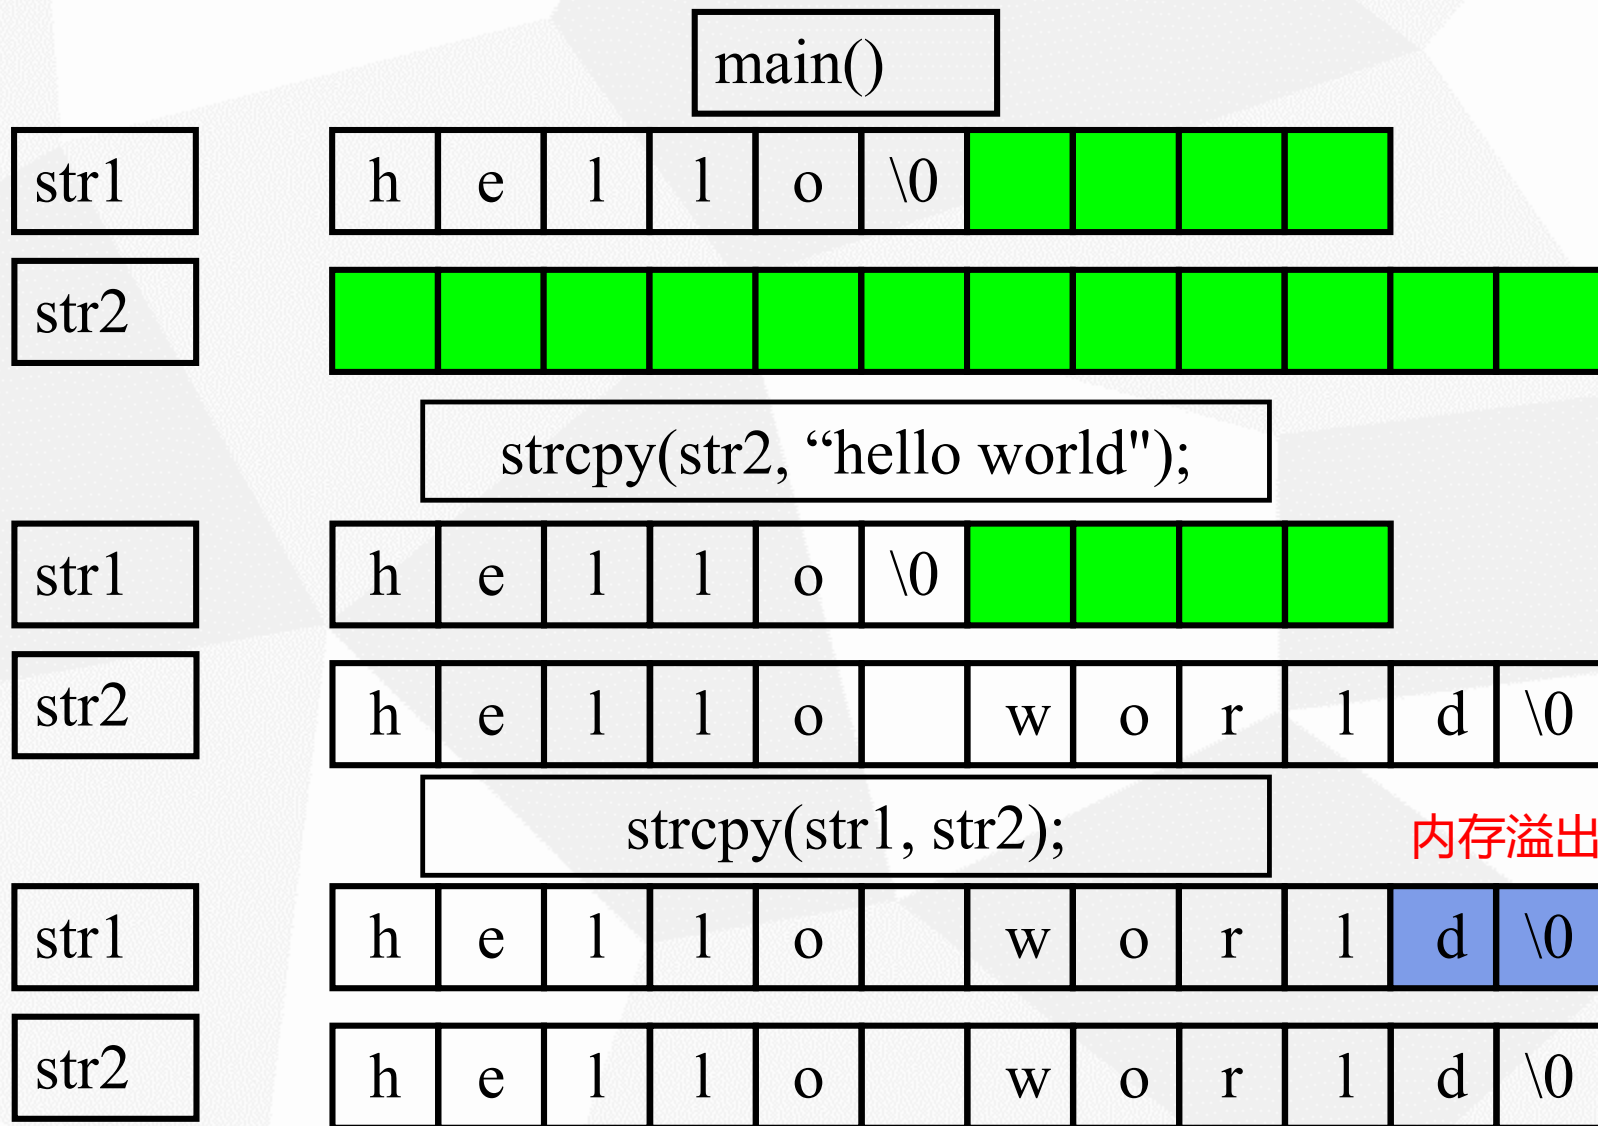 main()
str1 h e l l o \0
str2
strcpy(str2, “hello world");
str1 h e l l o \0
str2 h e l l o w o r l d \0
strcpy(str1, str2);
内存溢出
str1 h e l l o w o r l d \0
str2 h e l l o w o r l d \0